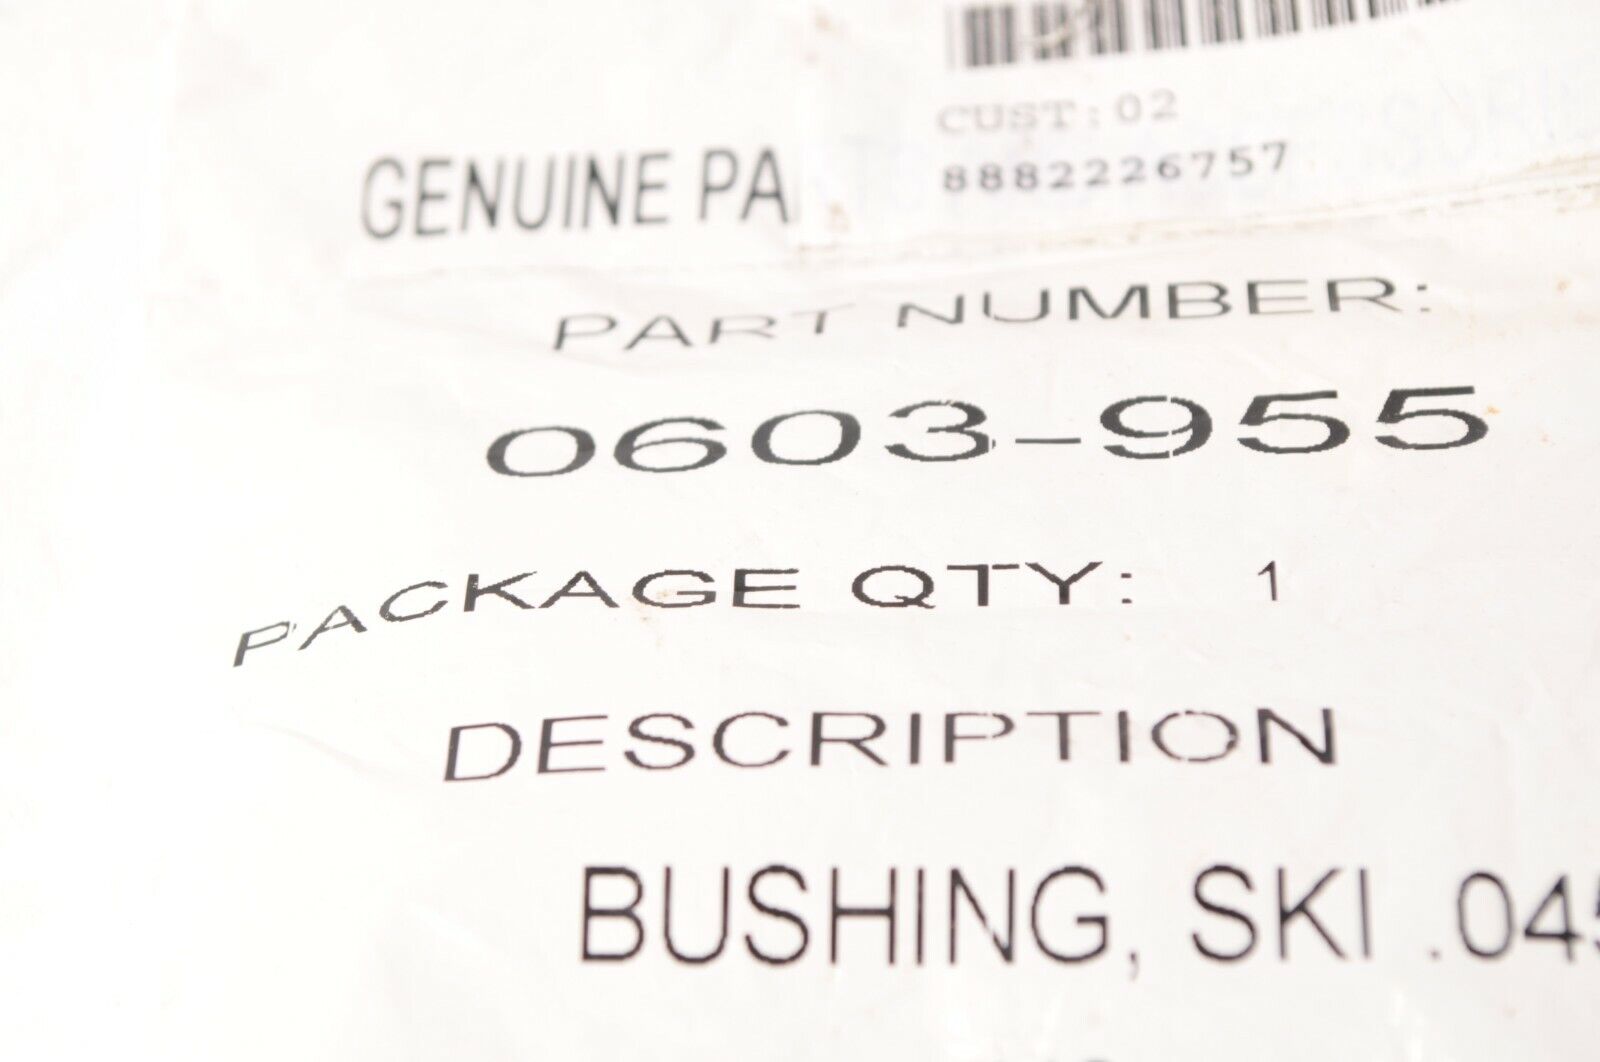 CUST:02
8882226757
GENUINE PA
PART NUMBER:
0603-955
PACKAGE QTY: 1
DESCRIPTION
BUSHING, SKI .045